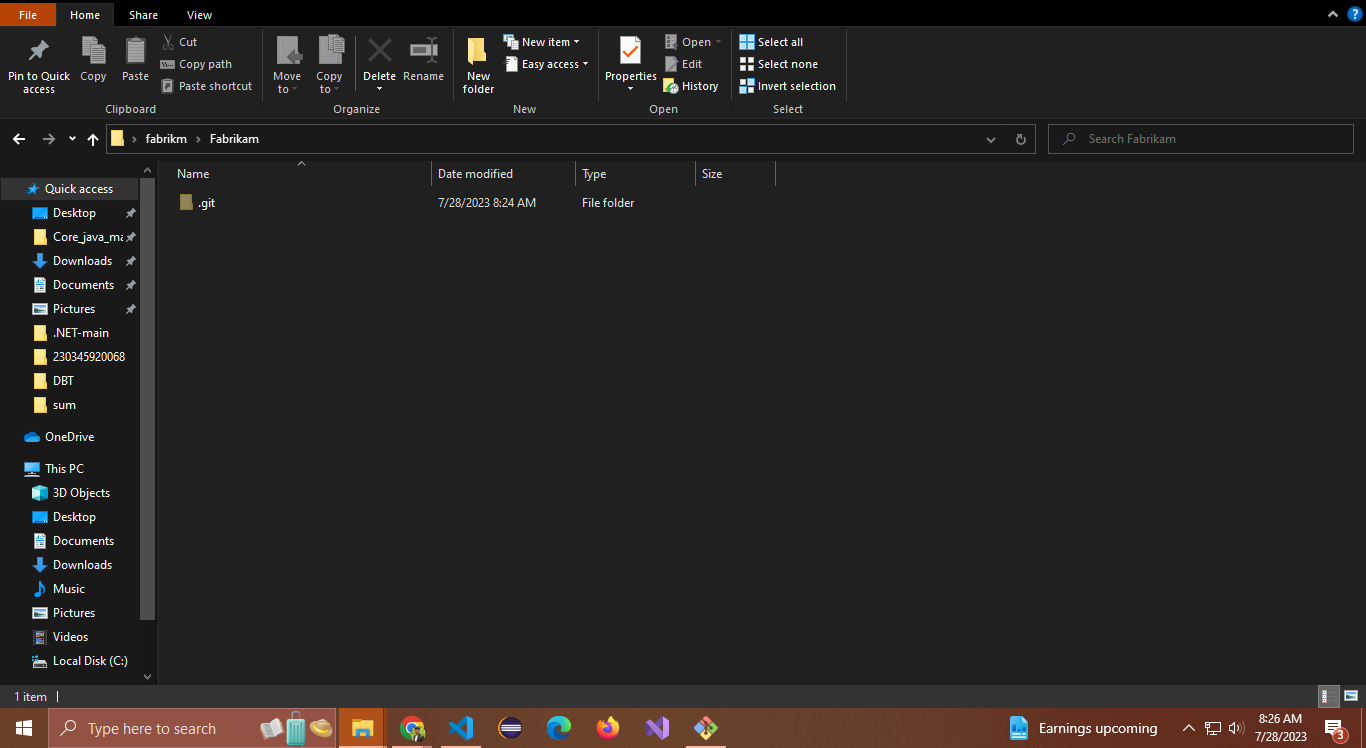 File Home Share View
Pin to Quick access
Copy
Paste
Cut
Copy path
Paste shortcut
Clipboard
Move to
Copy to
Delete
Rename
Organize
New folder
New item
Easy access
New
Properties
Open
Edit
History
Open
Select all
Select none
Invert selection
Select
fabrikm > Fabrikam
Search Fabrikam
Name Date modified Type Size
.git 7/28/2023 8:24 AM File folder
Quick access
Desktop
Core_java_ma
Downloads
Documents
Pictures
.NET-main
230345920068
DBT
sum
OneDrive
This PC
3D Objects
Desktop
Documents
Downloads
Music
Pictures
Videos
Local Disk (C:)
1 item
Type here to search
Earnings upcoming
8:26 AM
7/28/2023
3